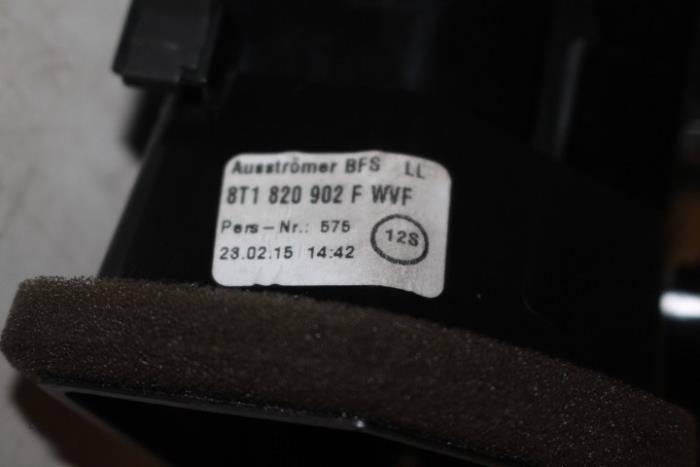 Ausströmer BFS LL
8T1 820 902 F WVF
Pers-Nr.: 575
23.02.15 14:42
12S